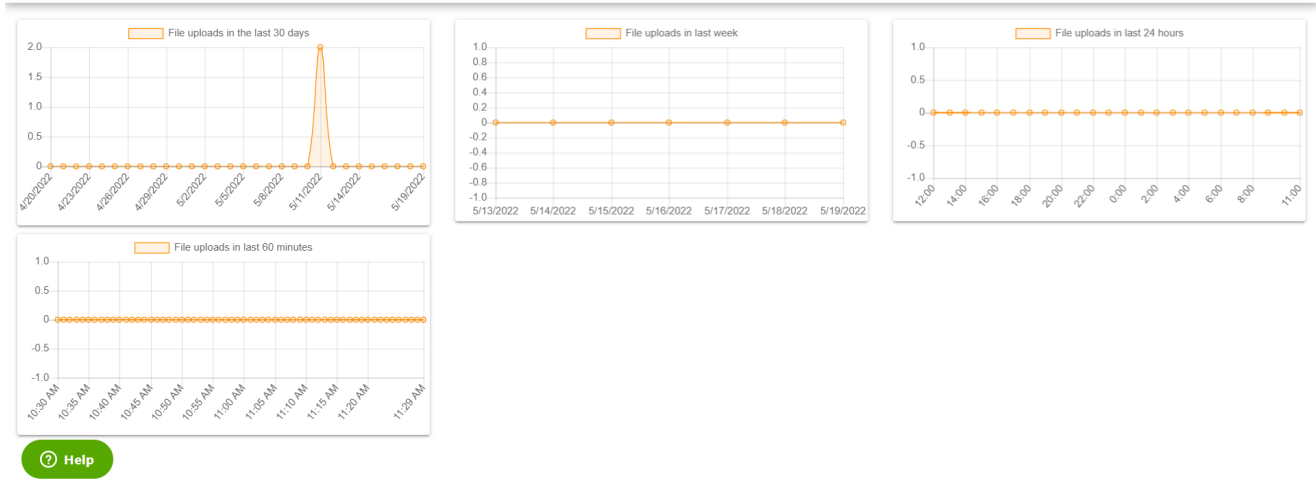 File uploads in the last 30 days
2.0
1.5
1.0
0.5
0
4/20/2022 4/23/2022 4/26/2022 4/29/2022 5/2/2022 5/5/2022 5/8/2022 5/11/2022 5/14/2022 5/19/2022
File uploads in last week
1.0
0.8
0.6
0.4
0.2
0
-0.2
-0.4
-0.6
-0.8
-1.0
5/13/2022 5/14/2022 5/15/2022 5/16/2022 5/17/2022 5/18/2022 5/19/2022
File uploads in last 24 hours
1.0
0.5
0
-0.5
-1.0
12:00 14:00 16:00 18:00 20:00 22:00 0:00 2:00 4:00 6:00 8:00 11:00
File uploads in last 60 minutes
1.0
0.5
0
-0.5
-1.0
10:30 AM 10:35 AM 10:40 AM 10:45 AM 10:50 AM 10:55 AM 11:00 AM 11:05 AM 11:10 AM 11:15 AM 11:20 AM 11:29 AM
Help